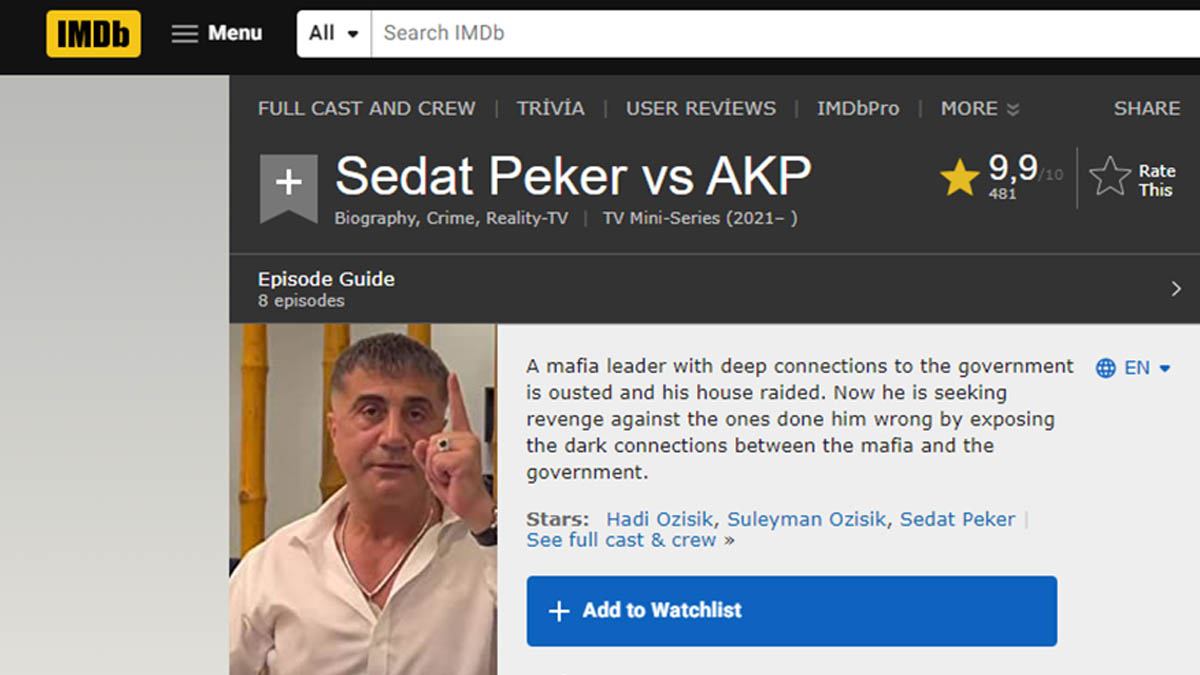 IMDb Menu All Search IMDb
FULL CAST AND CREW | TRİVİA | USER REVİEWS | IMDbPro | MORE SHARE
+ Sedat Peker vs AKP 9,9/10 Rate
481 This
Biography, Crime, Reality-TV | TV Mini-Series (2021– )
Episode Guide
8 episodes
A mafia leader with deep connections to the government EN
is ousted and his house raided. Now he is seeking
revenge against the ones done him wrong by exposing
the dark connections between the mafia and the
government.
Stars: Hadi Ozisik, Suleyman Ozisik, Sedat Peker |
See full cast & crew »
+ Add to Watchlist